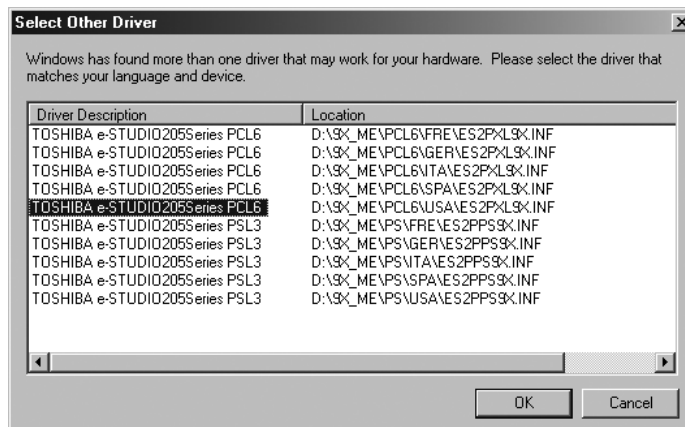 Select Other Driver
Windows has found more than one driver that may work for your hardware. Please select the driver that
matches your language and device.
Driver Description Location
TOSHIBA e-STUDIO205Series PCL6 D:\9X_ME\PCL6\FRE\ES2PXL9X.INF
TOSHIBA e-STUDIO205Series PCL6 D:\9X_ME\PCL6\GER\ES2PXL9X.INF
TOSHIBA e-STUDIO205Series PCL6 D:\9X_ME\PCL6\ITA\ES2PXL9X.INF
TOSHIBA e-STUDIO205Series PCL6 D:\9X_ME\PCL6\SPA\ES2PXL9X.INF
TOSHIBA e-STUDIO205Series PCL6 D:\9X_ME\PCL6\USA\ES2PXL9X.INF
TOSHIBA e-STUDIO205Series PSL3 D:\9X_ME\PS\FRE\ES2PPS9X.INF
TOSHIBA e-STUDIO205Series PSL3 D:\9X_ME\PS\GER\ES2PPS9X.INF
TOSHIBA e-STUDIO205Series PSL3 D:\9X_ME\PS\ITA\ES2PPS9X.INF
TOSHIBA e-STUDIO205Series PSL3 D:\9X_ME\PS\SPA\ES2PPS9X.INF
TOSHIBA e-STUDIO205Series PSL3 D:\9X_ME\PS\USA\ES2PPS9X.INF
OK Cancel